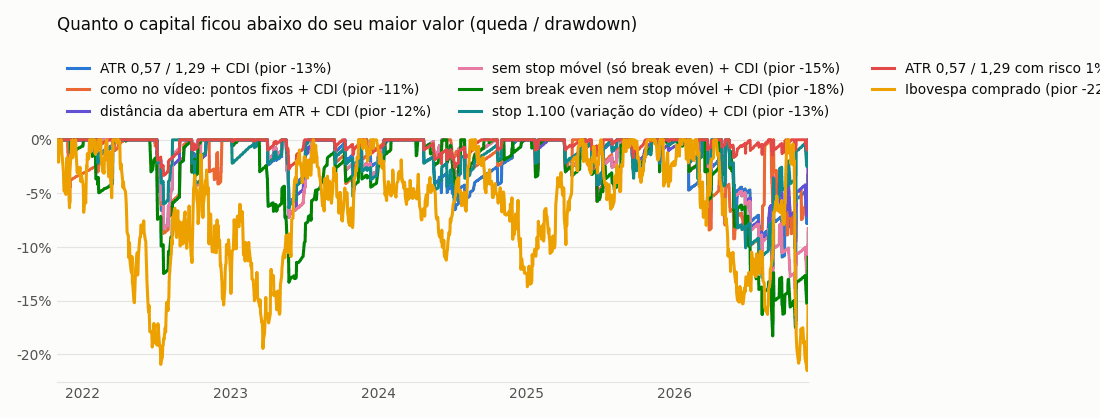 Quanto o capital ficou abaixo do seu maior valor (queda / drawdown)
ATR 0,57 / 1,29 + CDI (pior -13%)
como no vídeo: pontos fixos + CDI (pior -11%)
distância da abertura em ATR + CDI (pior -12%)
sem stop móvel (só break even) + CDI (pior -15%)
sem break even nem stop móvel + CDI (pior -18%)
stop 1.100 (variação do vídeo) + CDI (pior -13%)
ATR 0,57 / 1,29 com risco 1%
Ibovespa comprado (pior -22
0%
-5%
-10%
-15%
-20%
2022 2023 2024 2025 2026